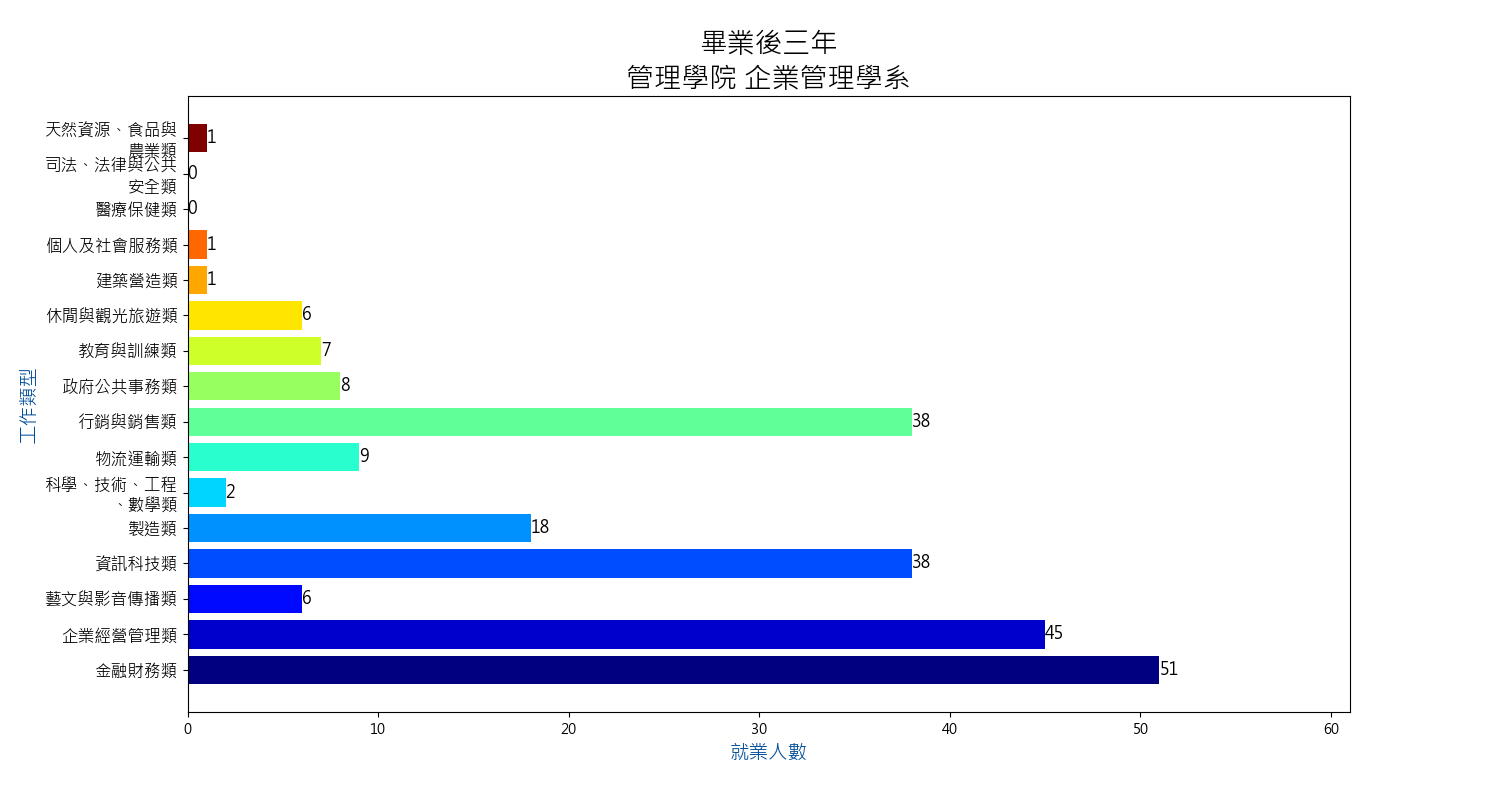 畢業後三年
管理學院 企業管理學系
天然資源、食品與
農業類
1
司法、法律與公共
安全類
0
醫療保健類
0
個人及社會服務類
1
建築營造類
1
休閒與觀光旅遊類
6
教育與訓練類
7
政府公共事務類
8
行銷與銷售類
38
物流運輸類
9
科學、技術、工程
、數學類
2
製造類
18
資訊科技類
38
藝文與影音傳播類
6
企業經營管理類
45
金融財務類
51
工作類型
0 10 20 30 40 50 60
就業人數